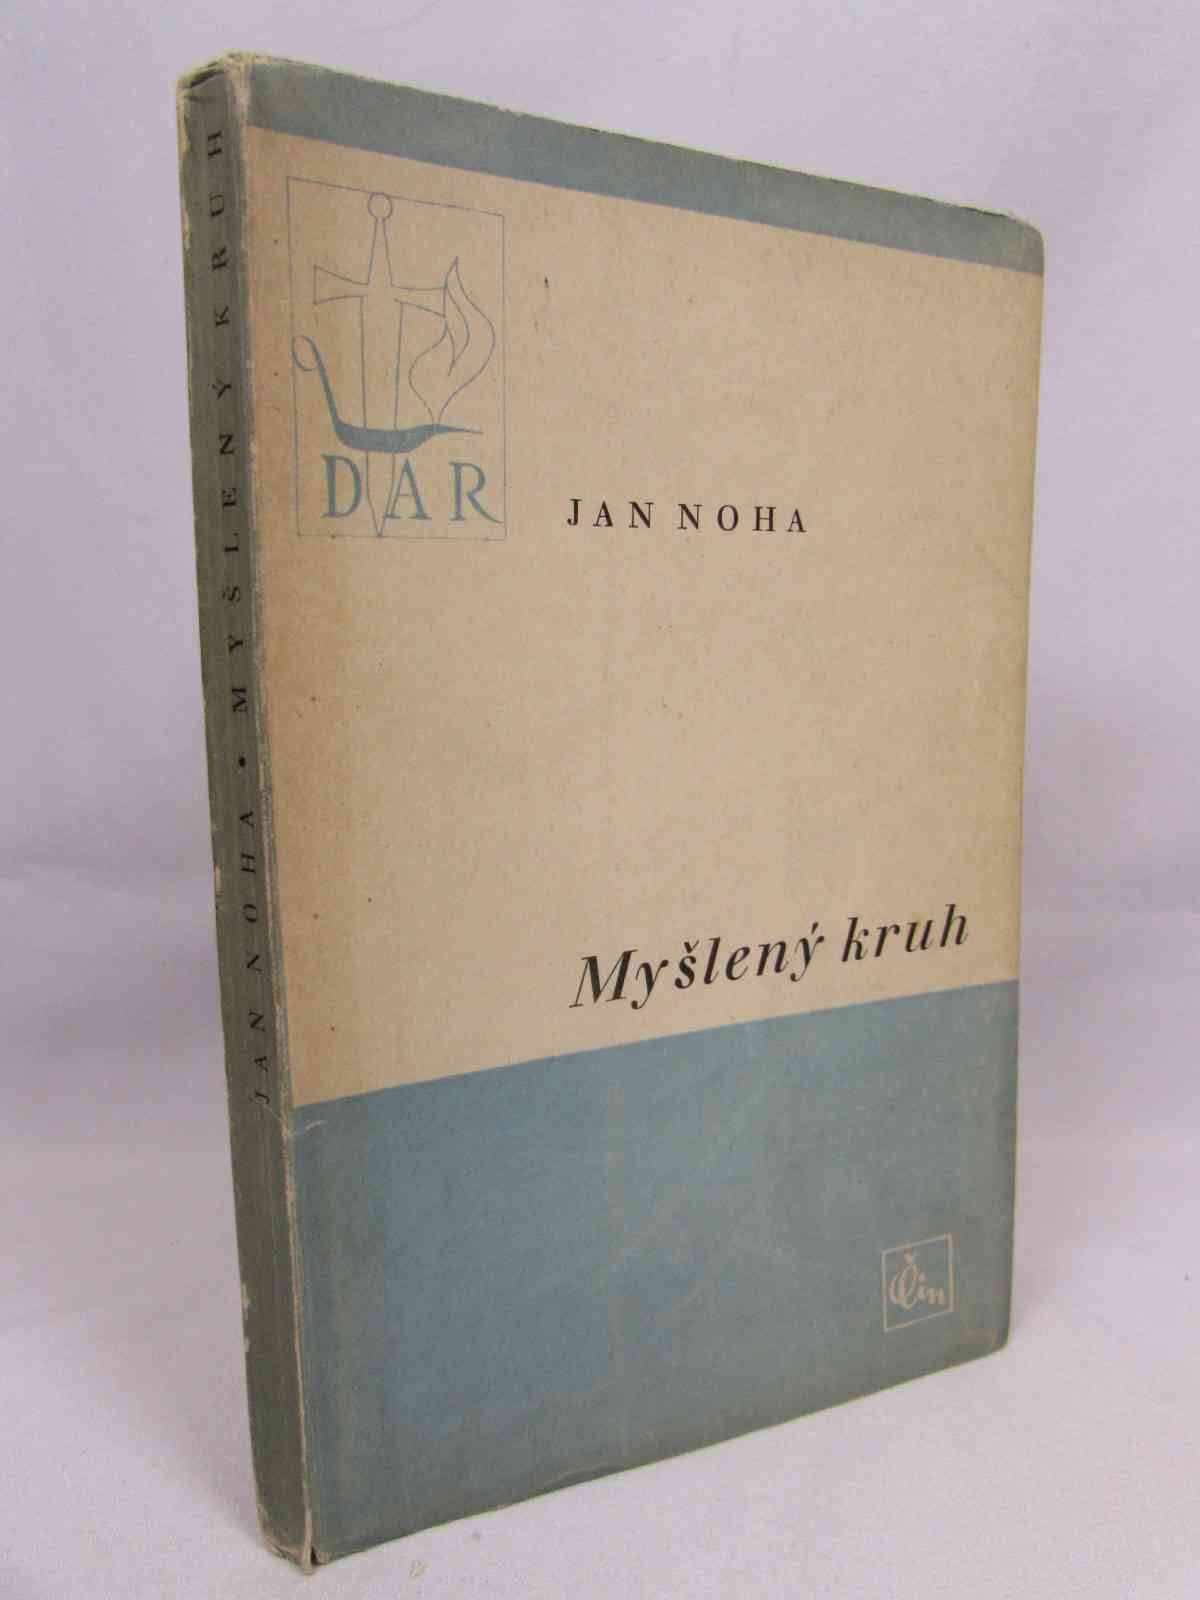 JAN NOHA • MYŠLENÝ KRUH
DAR
JAN NOHA
Myšlený kruh
Čin